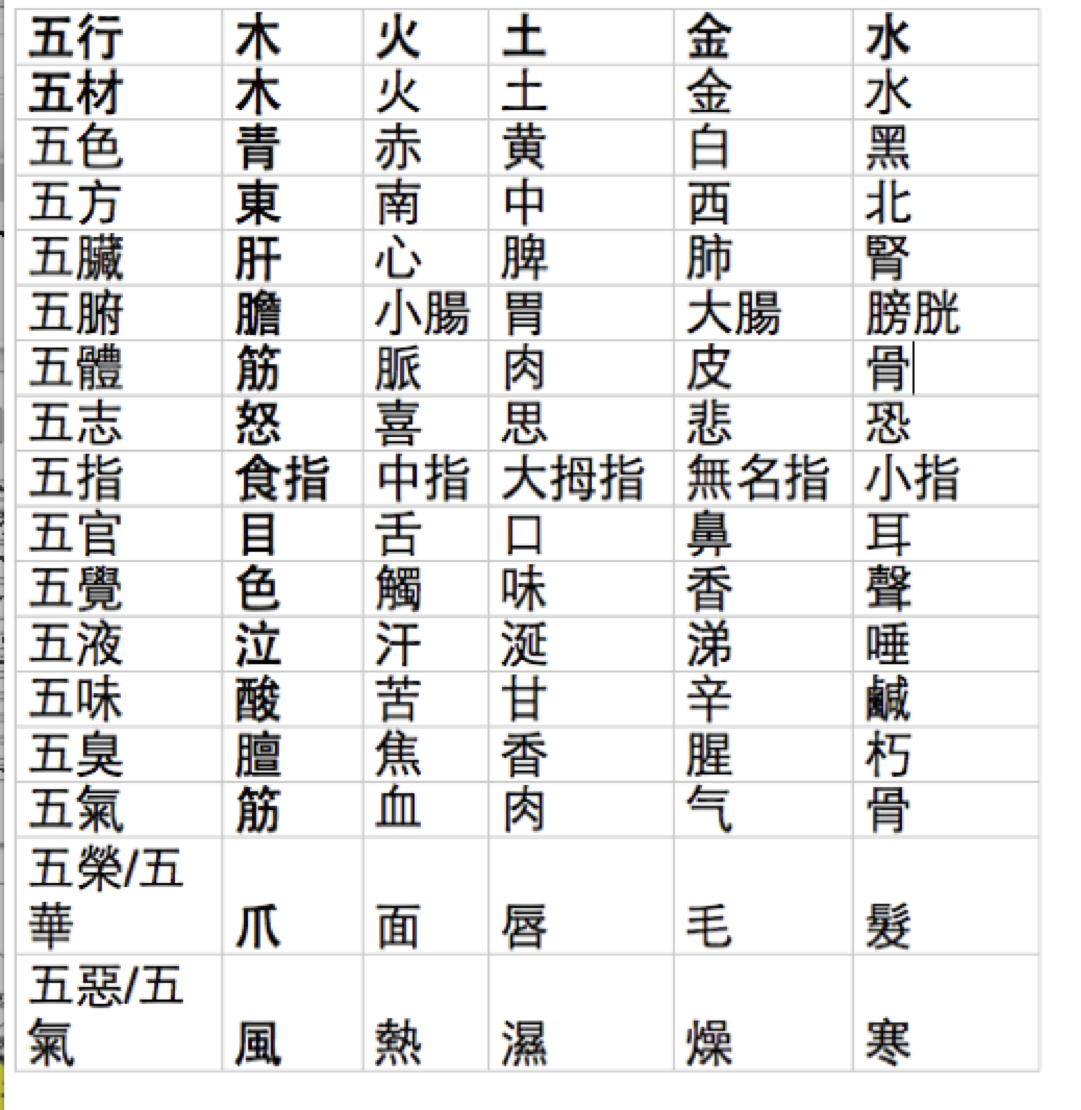 五行 木 火 土 金 水
五材 木 火 土 金 水
五色 青 赤 黄 白 黑
五方 東 南 中 西 北
五臟 肝 心 脾 肺 腎
五腑 膽 小腸 胃 大腸 膀胱
五體 筋 脈 肉 皮 骨
五志 怒 喜 思 悲 恐
五指 食指 中指 大拇指 無名指 小指
五官 目 舌 口 鼻 耳
五覺 色 觸 味 香 聲
五液 泣 汗 涎 涕 唾
五味 酸 苦 甘 辛 鹹
五臭 膻 焦 香 腥 朽
五氣 筋 血 肉 气 骨
五榮/五
華 爪 面 唇 毛 髮
五惡/五
氣 風 熱 濕 燥 寒